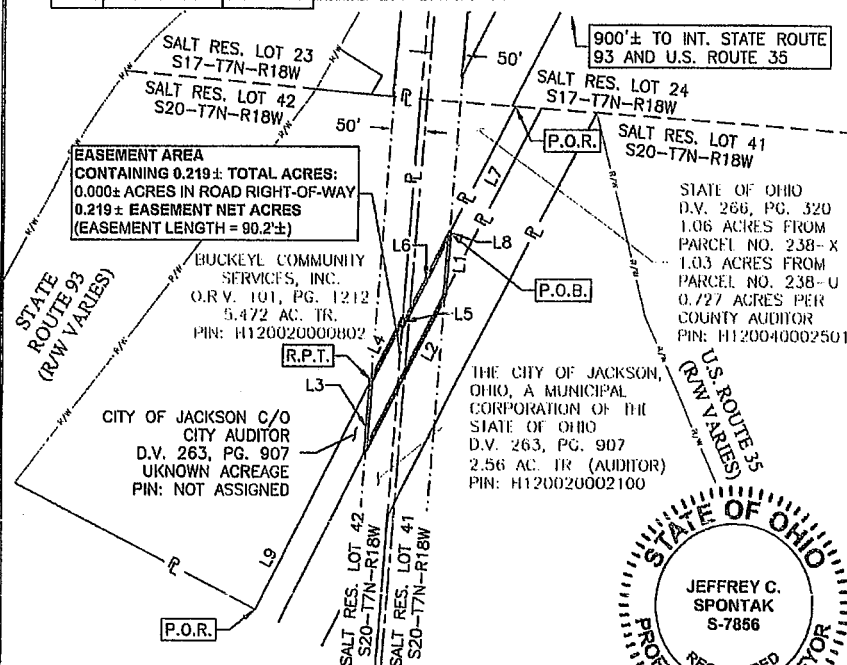 900'± TO INT. STATE ROUTE
93 AND U.S. ROUTE 35
SALT RES. LOT 23
S17-T7N-R18W
SALT RES. LOT 42
S20-T7N-R18W
50'
50'
SALT RES. LOT 24
S17-T7N-R18W
SALT RES. LOT 41
S20-T7N-R18W
P.O.R.
EASEMENT AREA
CONTAINING 0.219± TOTAL ACRES:
0.000± ACRES IN ROAD RIGHT-OF-WAY
0.219± EASEMENT NET ACRES
(EASEMENT LENGTH = 90.2'±)
STATE OF OHIO
D.V. 266, PG. 320
1.06 ACRES FROM
PARCEL NO. 238-X
1.03 ACRES FROM
PARCEL NO. 238-U
0.727 ACRES PER
COUNTY AUDITOR
PIN: H120040002501
BUCKEYE COMMUNITY
SERVICES, INC.
O.R.V. 101, PG. 1212
5.472 AC. TR.
PIN: H120020000802
STATE
ROUTE 93
(R/W VARIES)
L7
L6
L8
L1
P.O.B.
L5
L4
L2
R.P.T.
L3
THE CITY OF JACKSON,
OHIO, A MUNICIPAL
CORPORATION OF THE
STATE OF OHIO
D.V. 263, PG. 907
2.56 AC. TR (AUDITOR)
PIN: H120020002100
U.S. ROUTE 35
(R/W VARIES)
CITY OF JACKSON C/O
CITY AUDITOR
D.V. 263, PG. 907
UKNOWN ACREAGE
PIN: NOT ASSIGNED
L9
P.O.R.
SALT RES. LOT 42
S20-T7N-R18W
SALT RES. LOT 41
S20-T7N-R18W
R/W
R/W
R/W
R/W
R/W
R/W
R/W
R/W
PL
PL
PL
PL
PL
PL
STATE OF OHIO
JEFFREY C.
SPONTAK
S-7856